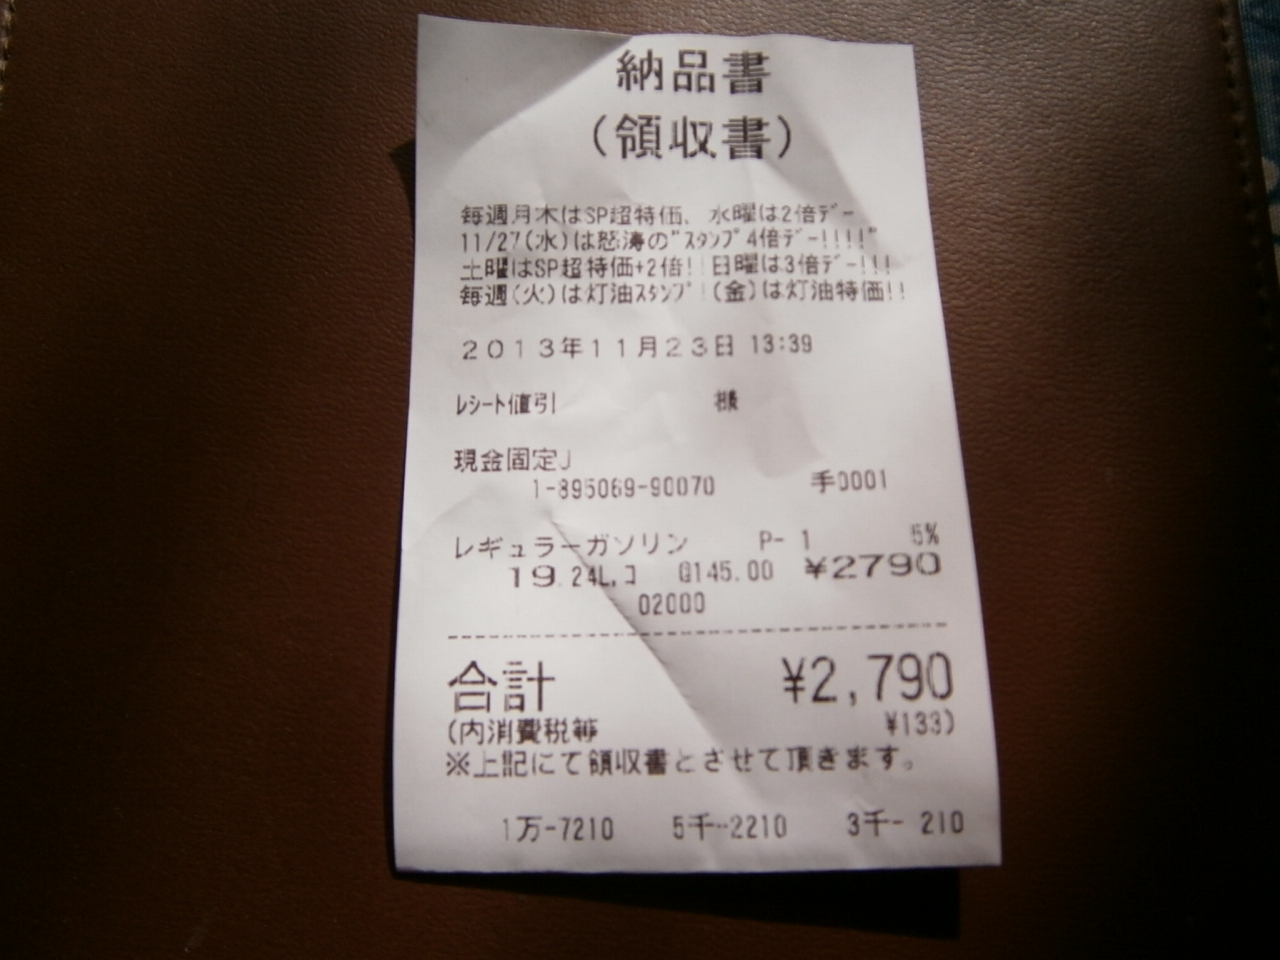 納品書
(領収書)
毎週月木はSP超特価、水曜は2倍ﾃﾞｰ
11/27(水)は怒涛の"ｽﾀﾝﾌﾟ4倍ﾃﾞｰ!!!!"
土曜はSP超特価+2倍!!日曜は3倍ﾃﾞｰ!!!
毎週(火)は灯油ｽﾀﾝﾌﾟ!(金)は灯油特価!!
2013年11月23日 13:39
ﾚｼｰﾄ値引 様
現金固定J
1-895069-90070 手0001
レギュラーガソリン P- 1 5%
19.24L,ｺ @145.00 ¥2790
02000
合計 ¥2,790
(内消費税等 ¥133)
※上記にて領収書とさせて頂きます。
1万-7210 5千-2210 3千- 210